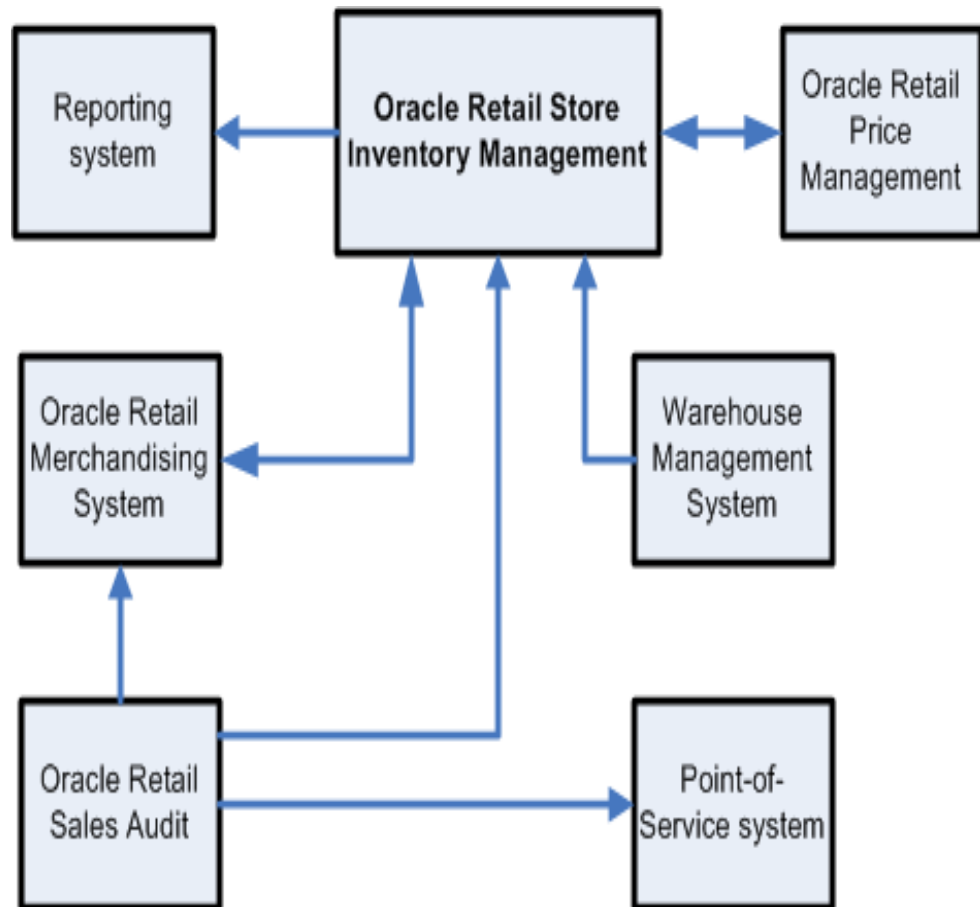 Reporting
system
Oracle Retail Store
Inventory Management
Oracle Retail
Price
Management
Oracle Retail
Merchandising
System
Warehouse
Management
System
Oracle Retail
Sales Audit
Point-of-
Service system